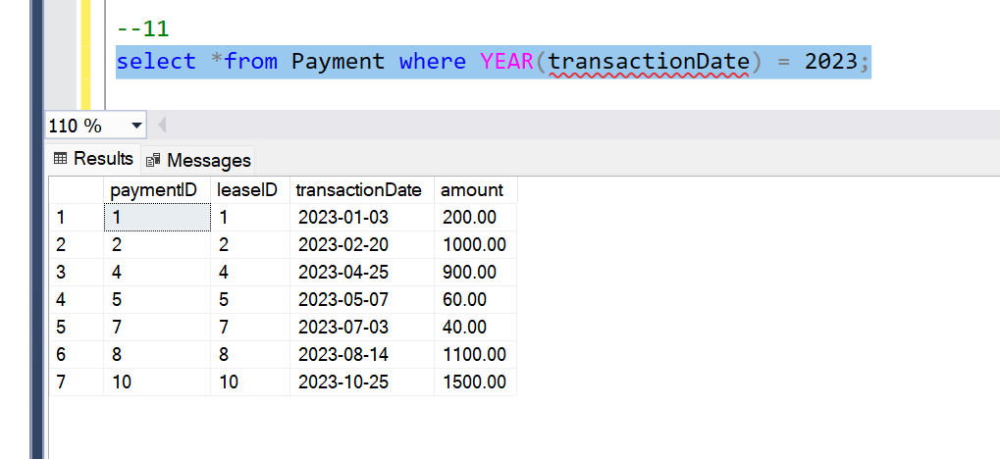 --11
select *from Payment where YEAR(transactionDate) = 2023;
110 %
Results Messages
paymentID leaseID transactionDate amount
1 1 1 2023-01-03 200.00
2 2 2 2023-02-20 1000.00
3 4 4 2023-04-25 900.00
4 5 5 2023-05-07 60.00
5 7 7 2023-07-03 40.00
6 8 8 2023-08-14 1100.00
7 10 10 2023-10-25 1500.00